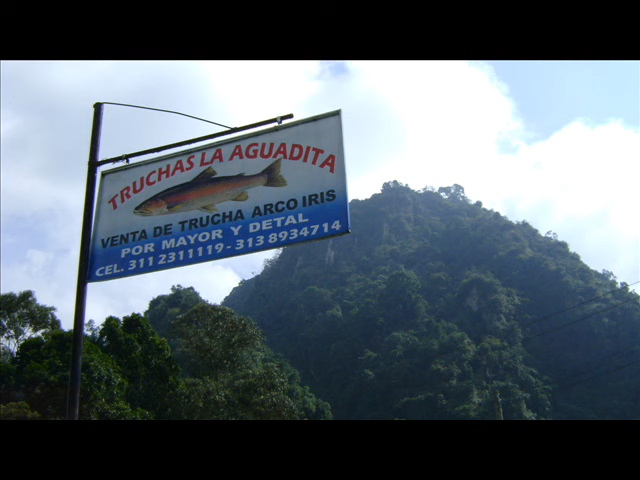 TRUCHAS LA AGUADITA
VENTA DE TRUCHA ARCO IRIS
POR MAYOR Y DETAL
CEL. 311 2311119 - 313 8934714